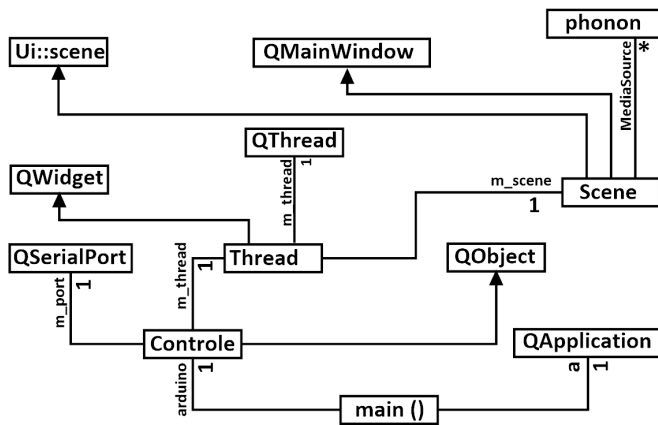 phonon
Ui::scene
QMainWindow
*
MediaSource
QThread
1
m_thread
QWidget
m_scene
1
Scene
QSerialPort
1
m_port
m_thread
1
Thread
QObject
Controle
1
arduino
QApplication
a
1
main ()